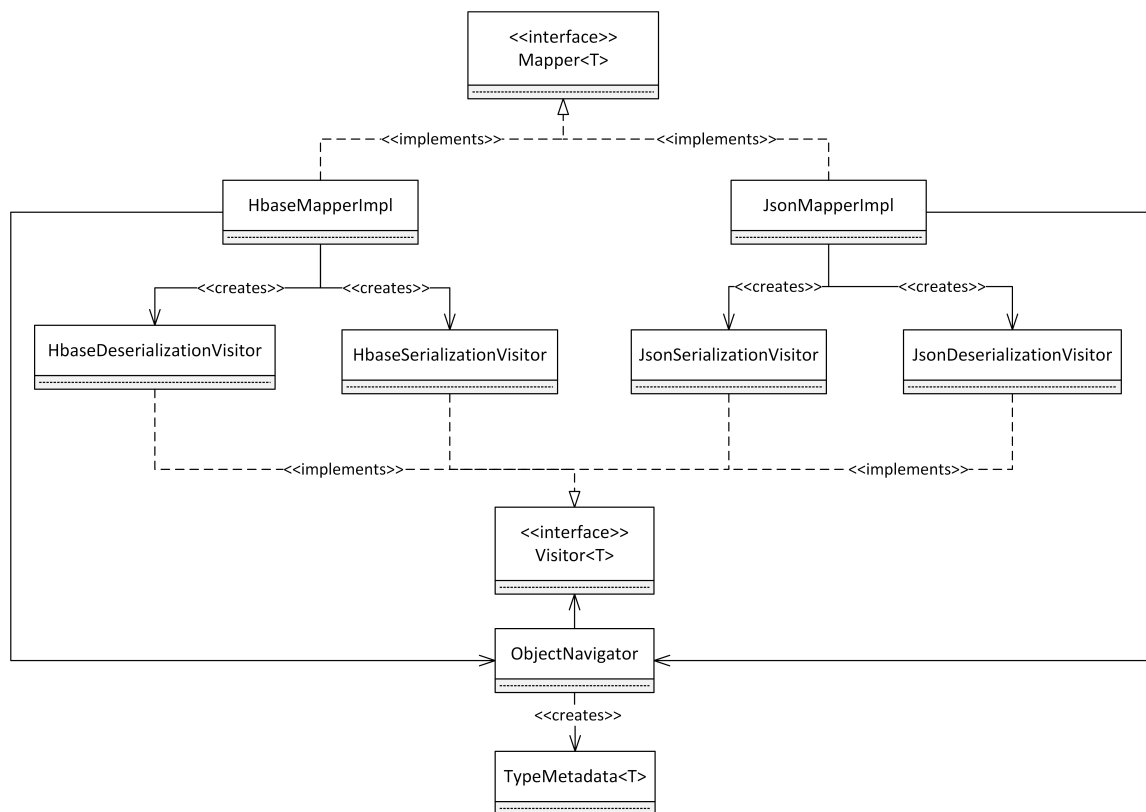 <<interface>>
Mapper<T>
<<implements>>
<<implements>>
HbaseMapperImpl
JsonMapperImpl
<<creates>>
<<creates>>
<<creates>>
<<creates>>
HbaseDeserializationVisitor
HbaseSerializationVisitor
JsonSerializationVisitor
JsonDeserializationVisitor
<<implements>>
<<implements>>
<<interface>>
Visitor<T>
ObjectNavigator
<<creates>>
TypeMetadata<T>